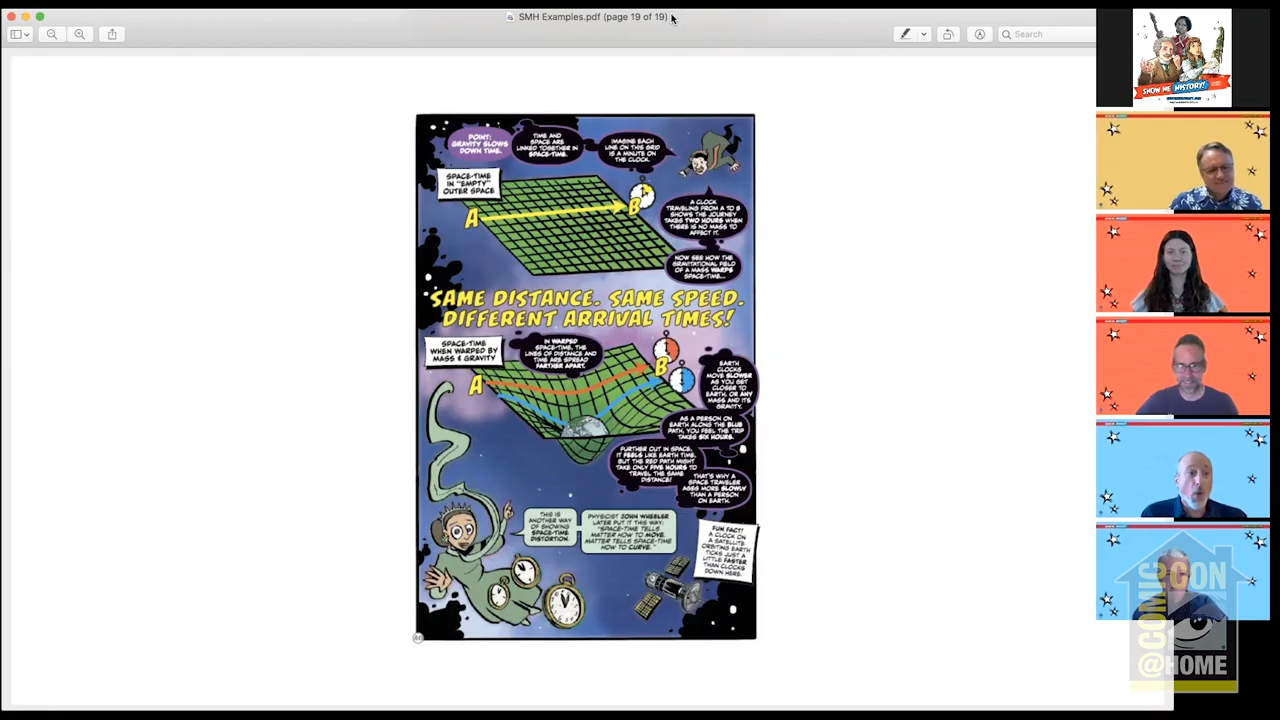 SMH Examples.pdf (page 19 of 19)
Search
POINT:
GRAVITY SLOWS
DOWN TIME.
TIME AND
SPACE ARE
LINKED TOGETHER IN
SPACE-TIME.
IMAGINE EACH
LINE ON THIS GRID
IS A MINUTE ON
THE CLOCK.
SPACE-TIME
IN "EMPTY"
OUTER SPACE
A
B
A CLOCK
TRAVELING FROM A TO B
SHOWS THE JOURNEY
TAKES TWO HOURS WHEN
THERE IS NO MASS TO
AFFECT IT.
NOW SEE HOW THE
GRAVITATIONAL FIELD
OF A MASS WARPS
SPACE-TIME...
SAME DISTANCE. SAME SPEED.
DIFFERENT ARRIVAL TIMES!
SPACE-TIME
WHEN WARPED BY
MASS & GRAVITY
IN WARPED
SPACE-TIME, THE
LINES OF DISTANCE AND
TIME ARE SPREAD
FARTHER APART.
A
B
EARTH
CLOCKS
MOVE SLOWER
AS YOU GET
CLOSER TO
EARTH, OR ANY
MASS AND ITS
GRAVITY.
AS A PERSON ON
EARTH ALONG THE BLUE
PATH, YOU FEEL THE TRIP
TAKES SIX HOURS.
FURTHER OUT IN SPACE,
IT FEELS LIKE EARTH TIME,
BUT THE RED PATH MIGHT
TAKE ONLY FIVE HOURS TO
TRAVEL THE SAME
DISTANCE!
THAT'S WHY A
SPACE TRAVELER
AGES MORE SLOWLY
THAN A PERSON
ON EARTH.
THIS IS
ANOTHER WAY
OF SHOWING
SPACE-TIME
DISTORTION.
PHYSICIST JOHN WHEELER
LATER PUT IT THIS WAY:
"SPACE-TIME TELLS
MATTER HOW TO MOVE.
MATTER TELLS SPACE-TIME
HOW TO CURVE."
FUN FACT!
A CLOCK ON
A SATELLITE
ORBITING EARTH
TICKS JUST A
LITTLE FASTER
THAN CLOCKS
DOWN HERE.
SHOW ME HISTORY!
@COMIC CON
@HOME